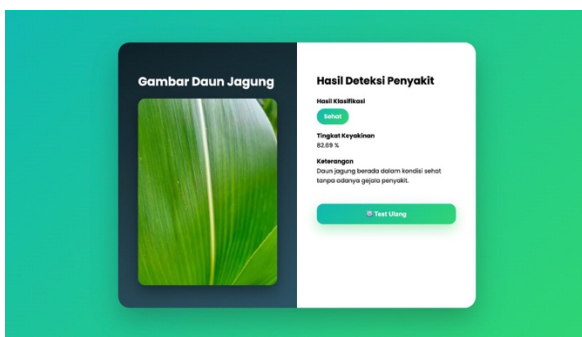 Gambar Daun Jagung
Hasil Deteksi Penyakit
Hasil Klasifikasi
Sehat
Tingkat Keyakinan
82.69 %
Keterangan
Daun jagung berada dalam kondisi sehat
tanpa adanya gejala penyakit.
Test Ulang